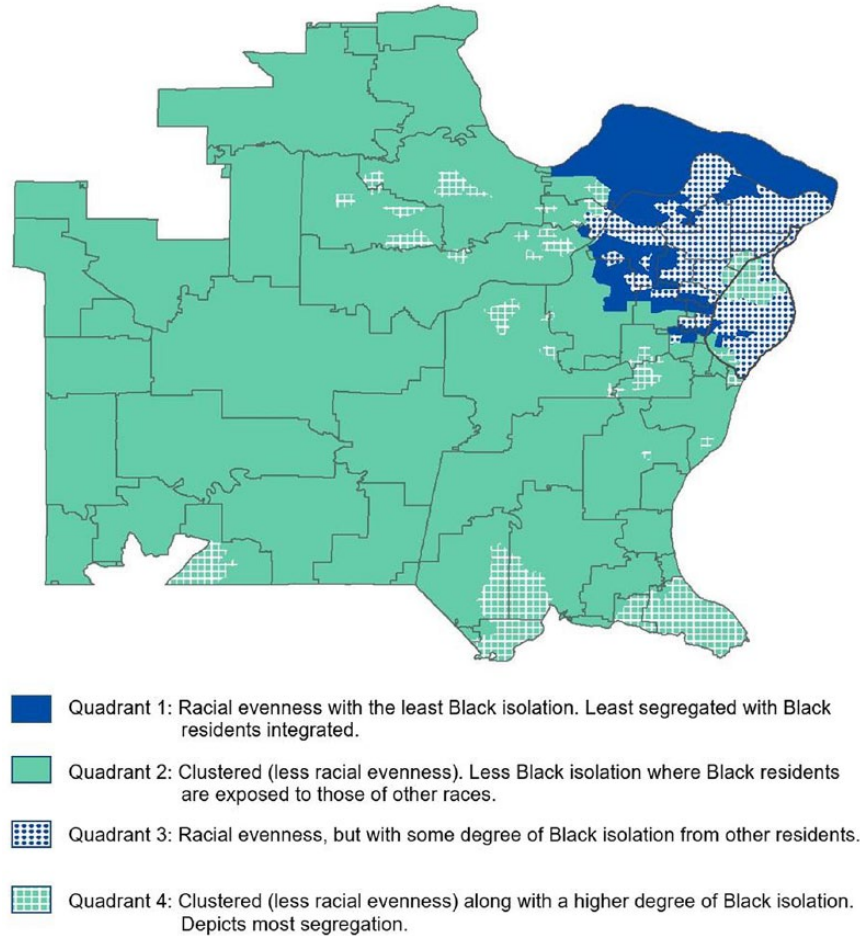 Quadrant 1: Racial evenness with the least Black isolation. Least segregated with Black
residents integrated.
Quadrant 2: Clustered (less racial evenness). Less Black isolation where Black residents
are exposed to those of other races.
Quadrant 3: Racial evenness, but with some degree of Black isolation from other residents.
Quadrant 4: Clustered (less racial evenness) along with a higher degree of Black isolation.
Depicts most segregation.